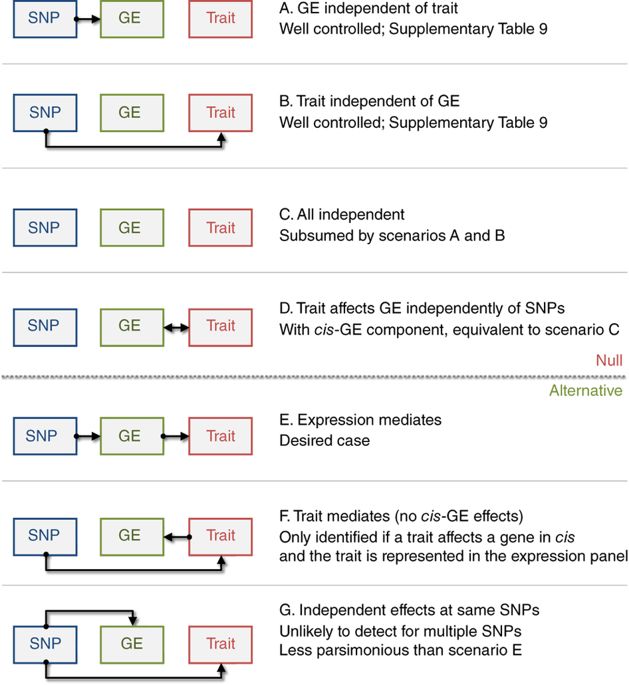 SNP GE Trait A. GE independent of trait
Well controlled; Supplementary Table 9
SNP GE Trait B. Trait independent of GE
Well controlled; Supplementary Table 9
SNP GE Trait C. All independent
Subsumed by scenarios A and B
SNP GE Trait D. Trait affects GE independently of SNPs
With cis-GE component, equivalent to scenario C
Null
Alternative
SNP GE Trait E. Expression mediates
Desired case
SNP GE Trait F. Trait mediates (no cis-GE effects)
Only identified if a trait affects a gene in cis
and the trait is represented in the expression panel
SNP GE Trait G. Independent effects at same SNPs
Unlikely to detect for multiple SNPs
Less parsimonious than scenario E